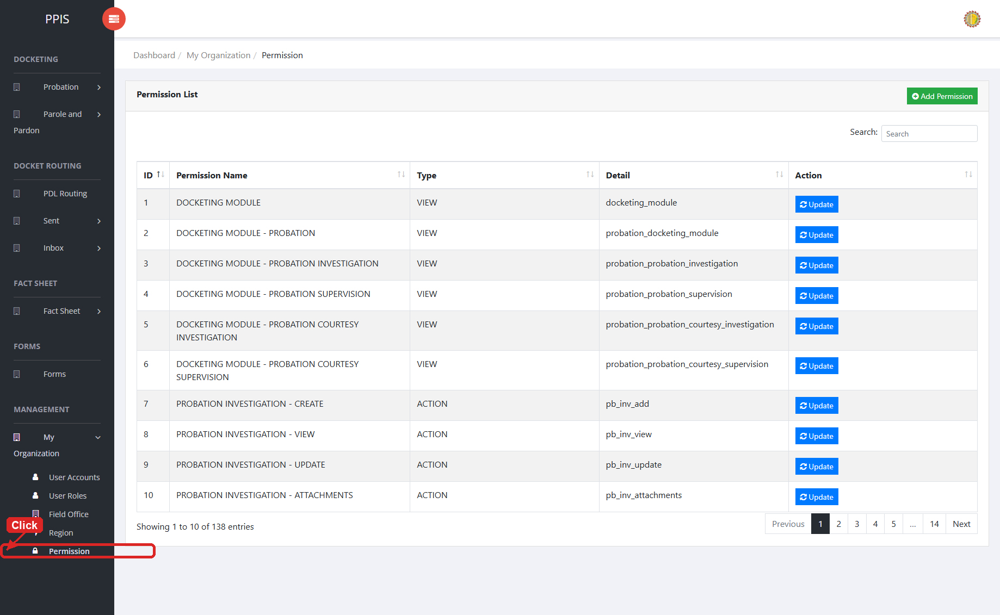 PPIS
DOCKETING
Probation
Parole and
Pardon
DOCKET ROUTING
PDL Routing
Sent
Inbox
FACT SHEET
Fact Sheet
FORMS
Forms
MANAGEMENT
My
Organization
User Accounts
User Roles
Field Office
Click
Region
Permission
Dashboard / My Organization / Permission
Permission List
Add Permission
Search: Search
ID Permission Name Type Detail Action
1 DOCKETING MODULE VIEW docketing_module Update
2 DOCKETING MODULE - PROBATION VIEW probation_docketing_module Update
3 DOCKETING MODULE - PROBATION INVESTIGATION VIEW probation_probation_investigation Update
4 DOCKETING MODULE - PROBATION SUPERVISION VIEW probation_probation_supervision Update
5 DOCKETING MODULE - PROBATION COURTESY VIEW probation_probation_courtesy_investigation Update
INVESTIGATION
6 DOCKETING MODULE - PROBATION COURTESY VIEW probation_probation_courtesy_supervision Update
SUPERVISION
7 PROBATION INVESTIGATION - CREATE ACTION pb_inv_add Update
8 PROBATION INVESTIGATION - VIEW ACTION pb_inv_view Update
9 PROBATION INVESTIGATION - UPDATE ACTION pb_inv_update Update
10 PROBATION INVESTIGATION - ATTACHMENTS ACTION pb_inv_attachments Update
Showing 1 to 10 of 138 entries
Previous 1 2 3 4 5 ... 14 Next